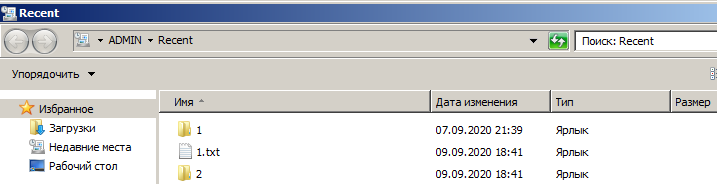 Recent
ADMIN Recent Поиск: Recent
Упорядочить
Избранное Имя Дата изменения Тип Размер
Загрузки 1 07.09.2020 21:39 Ярлык
Недавние места 1.txt 09.09.2020 18:41 Ярлык
Рабочий стол 2 09.09.2020 18:41 Ярлык